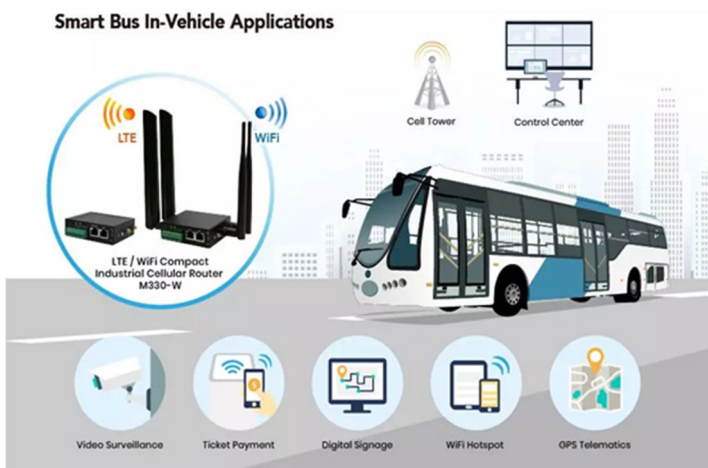 Smart Bus In-Vehicle Applications
LTE
WiFi
Cell Tower
Control Center
LTE / WiFi Compact
Industrial Cellular Router
M330-W
Video Surveillance
Ticket Payment
Digital Signage
WiFi Hotspot
GPS Telematics